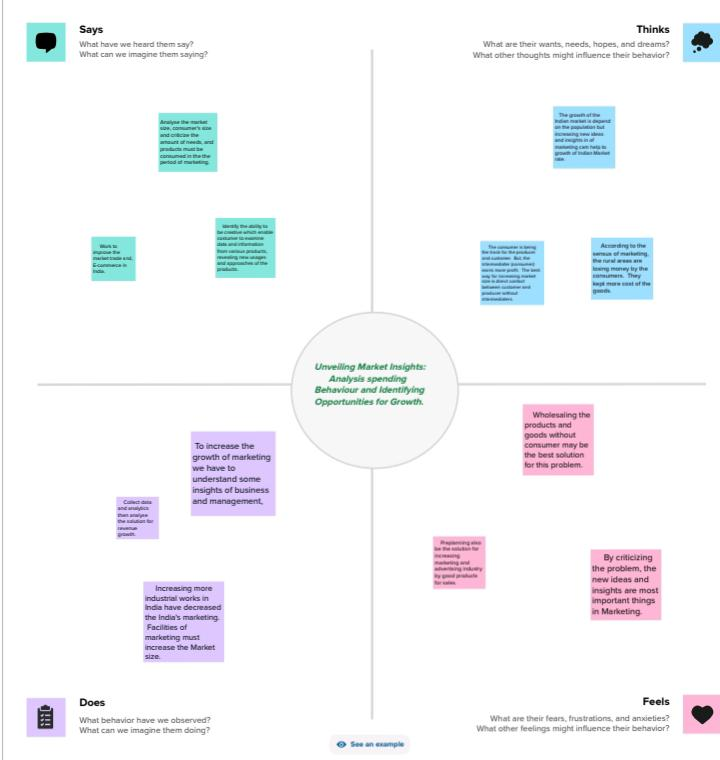 Says
What have we heard them say?
What can we imagine them saying?
Thinks
What are their wants, needs, hopes, and dreams?
What other thoughts might influence their behavior?
Analyse the market
size, consumer's size
and criticize the
amount of needs, and
products must be
consumed in the the
period of marketing.
Work to
improve the
market trade and,
E-commerce in
India.
Identify the ability to
be creative which enable
costumer to examine
data and information
from various products,
revealing new usages
and approaches of the
products.
The growth of the
Indian market is depend
on the population but
increasing new ideas
and insights in of
marketing cam help to
growth of Indian Market
rate.
The consumer is being
the trade for the producer
and customer. But, the
intermediater (consumer)
earns more profit. The best
way for increasing market
size is direct contact
between customer and
producer without
intermediaters.
According to the
sensus of marketing,
the rural areas are
losing money by the
consumers. They
kept more cost of the
goods.
Unveiling Market Insights:
Analysis spending
Behaviour and Identifying
Opportunities for Growth.
To increase the
growth of marketing
we have to
understand some
insights of business
and management,
Collect data
and analytics
then analyse
the solution for
revenue
growth.
Increasing more
industrial works in
India have decreased
the India's marketing.
Facilities of
marketing must
increase the Market
size.
Wholesaling the
products and
goods without
consumer may be
the best solution
for this problem.
Preplanning also
be the solution for
increasing
marketing and
advertising industry
by good products
for sales.
By criticizing
the problem, the
new ideas and
insights are most
important things
in Marketing.
Does
What behavior have we observed?
What can we imagine them doing?
Feels
What are their fears, frustrations, and anxieties?
What other feelings might influence their behavior?
See an example